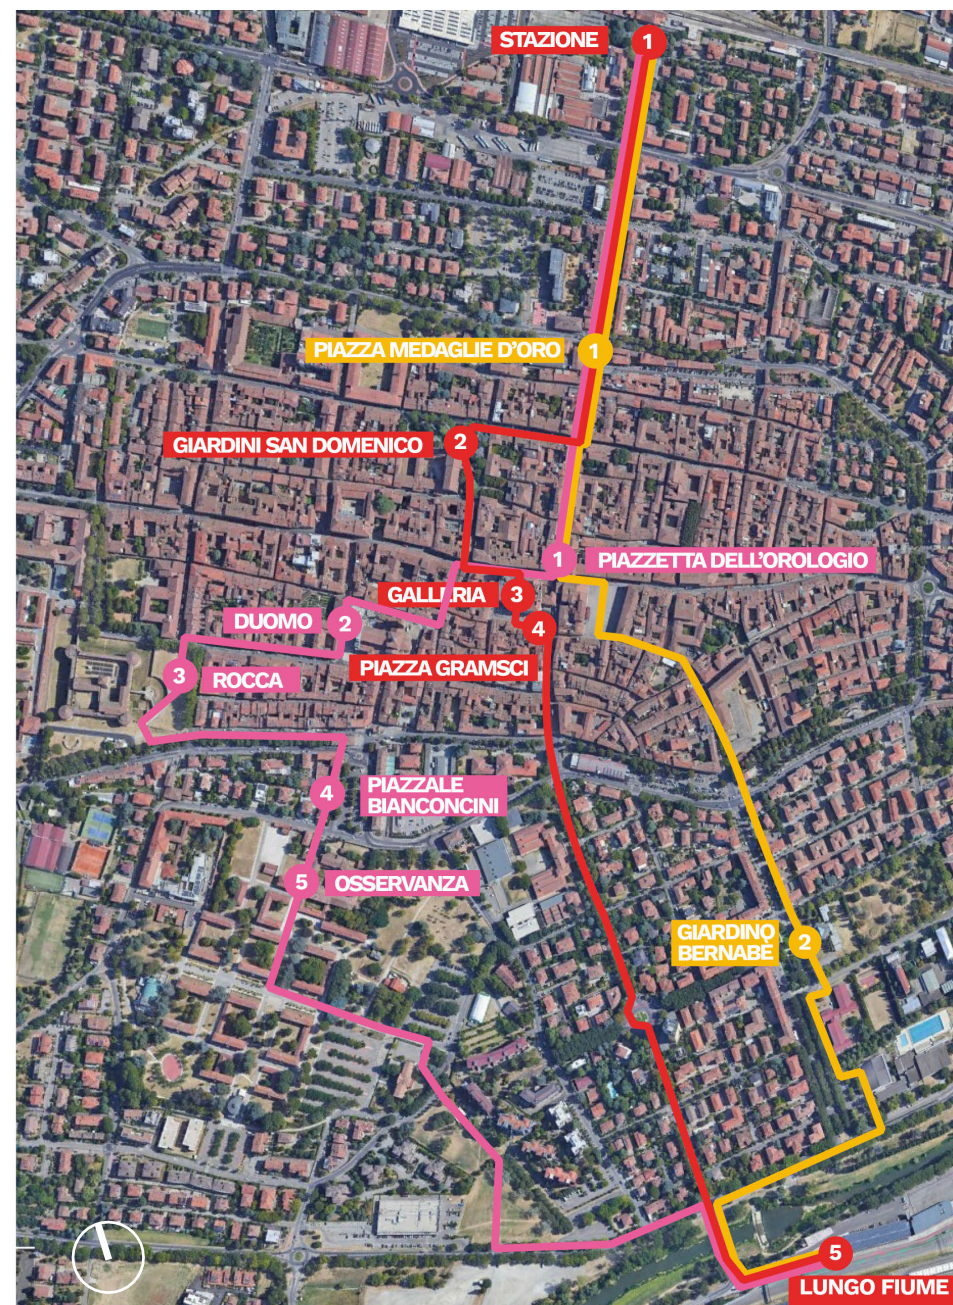 STAZIONE 1
PIAZZA MEDAGLIE D'ORO 1
GIARDINI SAN DOMENICO 2
1 PIAZZETTA DELL'OROLOGIO
GALLERIA 3
DUOMO 2
4
PIAZZA GRAMSCI
3 ROCCA
4 PIAZZALE
BIANCONCINI
5 OSSERVANZA
GIARDINO
BERNABÈ
2
5
LUNGO FIUME